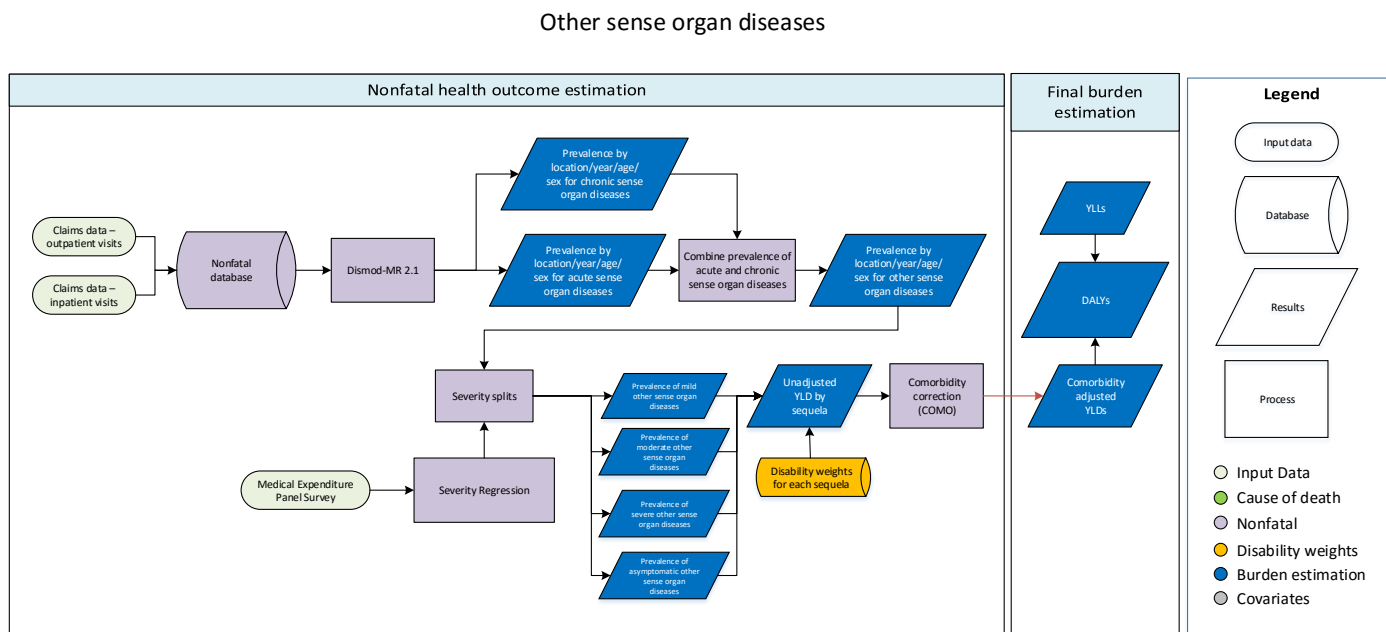 Other sense organ diseases
Nonfatal health outcome estimation
Final burden
estimation
Legend
Claims data –
outpatient visits
Claims data –
inpatient visits
Nonfatal
database
Dismod-MR 2.1
Prevalence by
location/year/age/
sex for chronic sense
organ diseases
Prevalence by
location/year/age/
sex for acute sense
organ diseases
Combine prevalence of
acute and chronic
sense organ diseases
Prevalence by
location/year/age/
sex for other sense
organ diseases
Severity splits
Medical Expenditure
Panel Survey
Severity Regression
Prevalence of mild
other sense organ
diseases
Prevalence of
moderate other
sense organ
diseases
Prevalence of
severe other sense
organ diseases
Prevalence of
asymptomatic other
sense organ
diseases
Unadjusted
YLD by
sequela
Disability weights
for each sequela
Comorbidity
correction
(COMO)
YLLs
DALYs
Comorbidity
adjusted
YLDs
Input data
Database
Results
Process
Input Data
Cause of death
Nonfatal
Disability weights
Burden estimation
Covariates